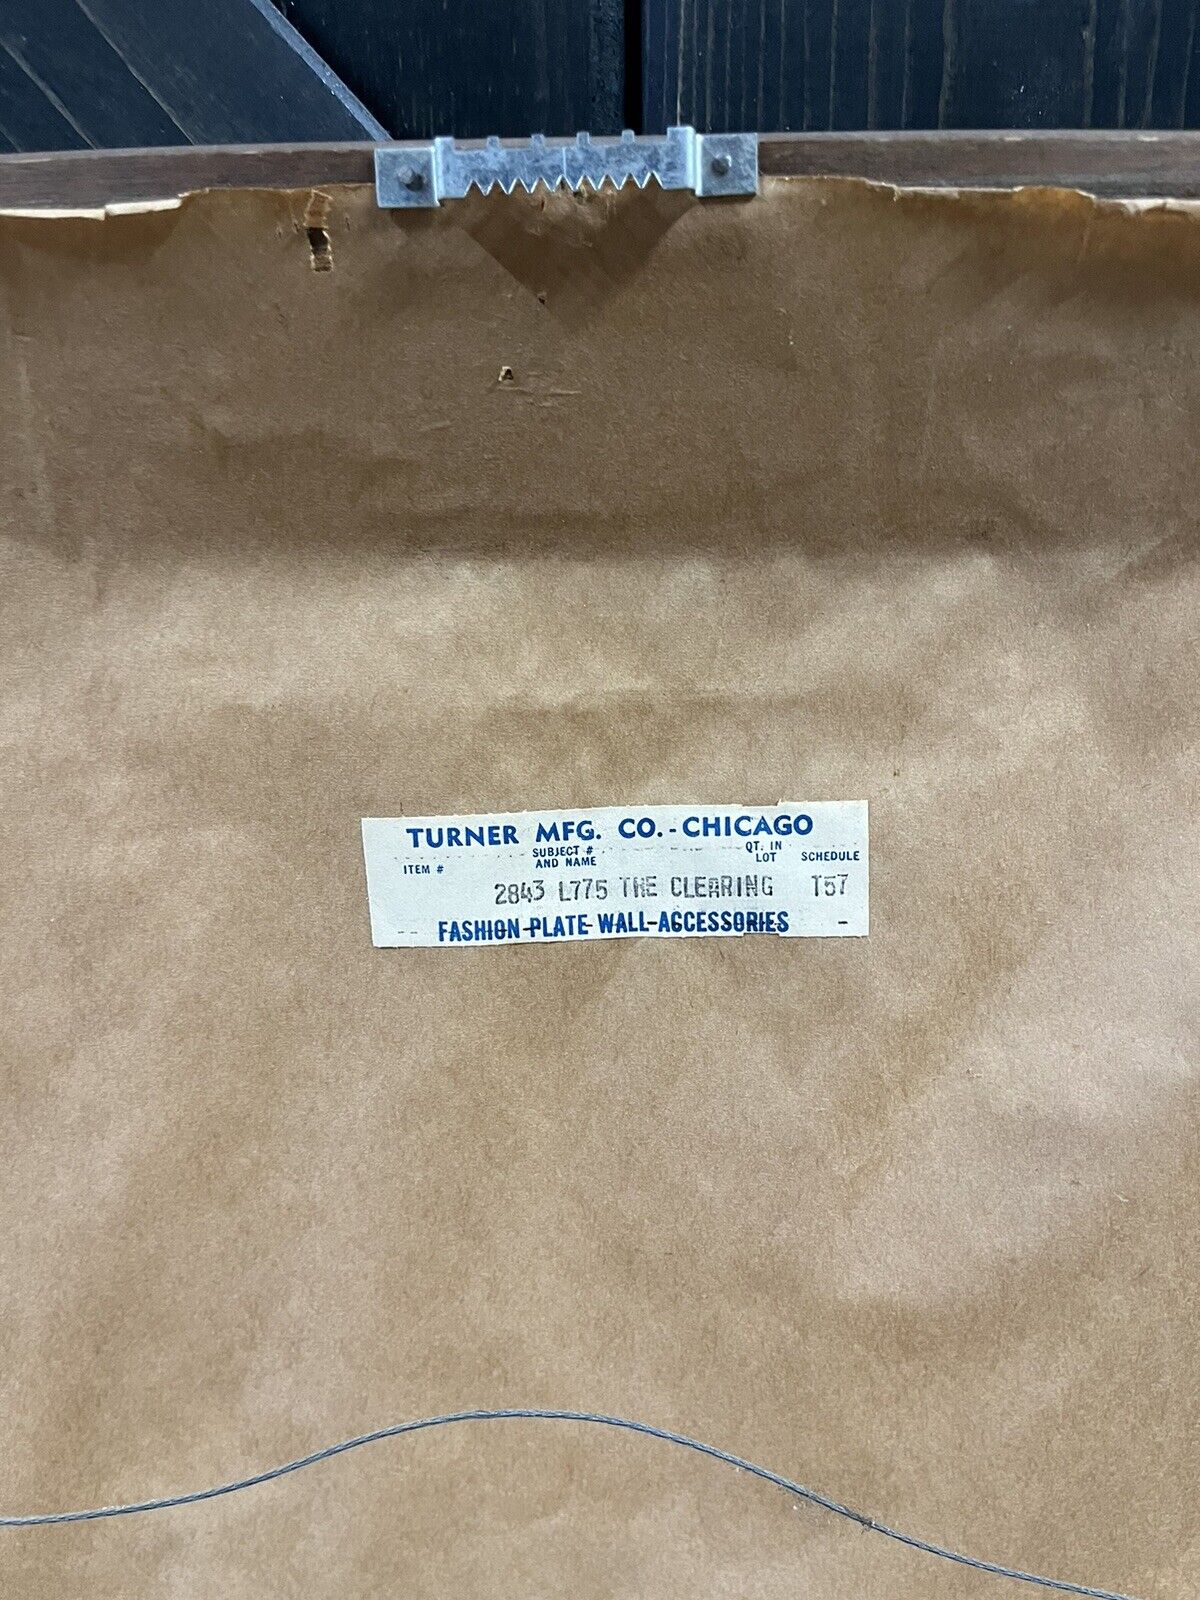 TURNER MFG. CO. - CHICAGO
ITEM # SUBJECT # AND NAME QT. IN LOT SCHEDULE
2843 L775 THE CLEARING T57
FASHION PLATE WALL ACCESSORIES